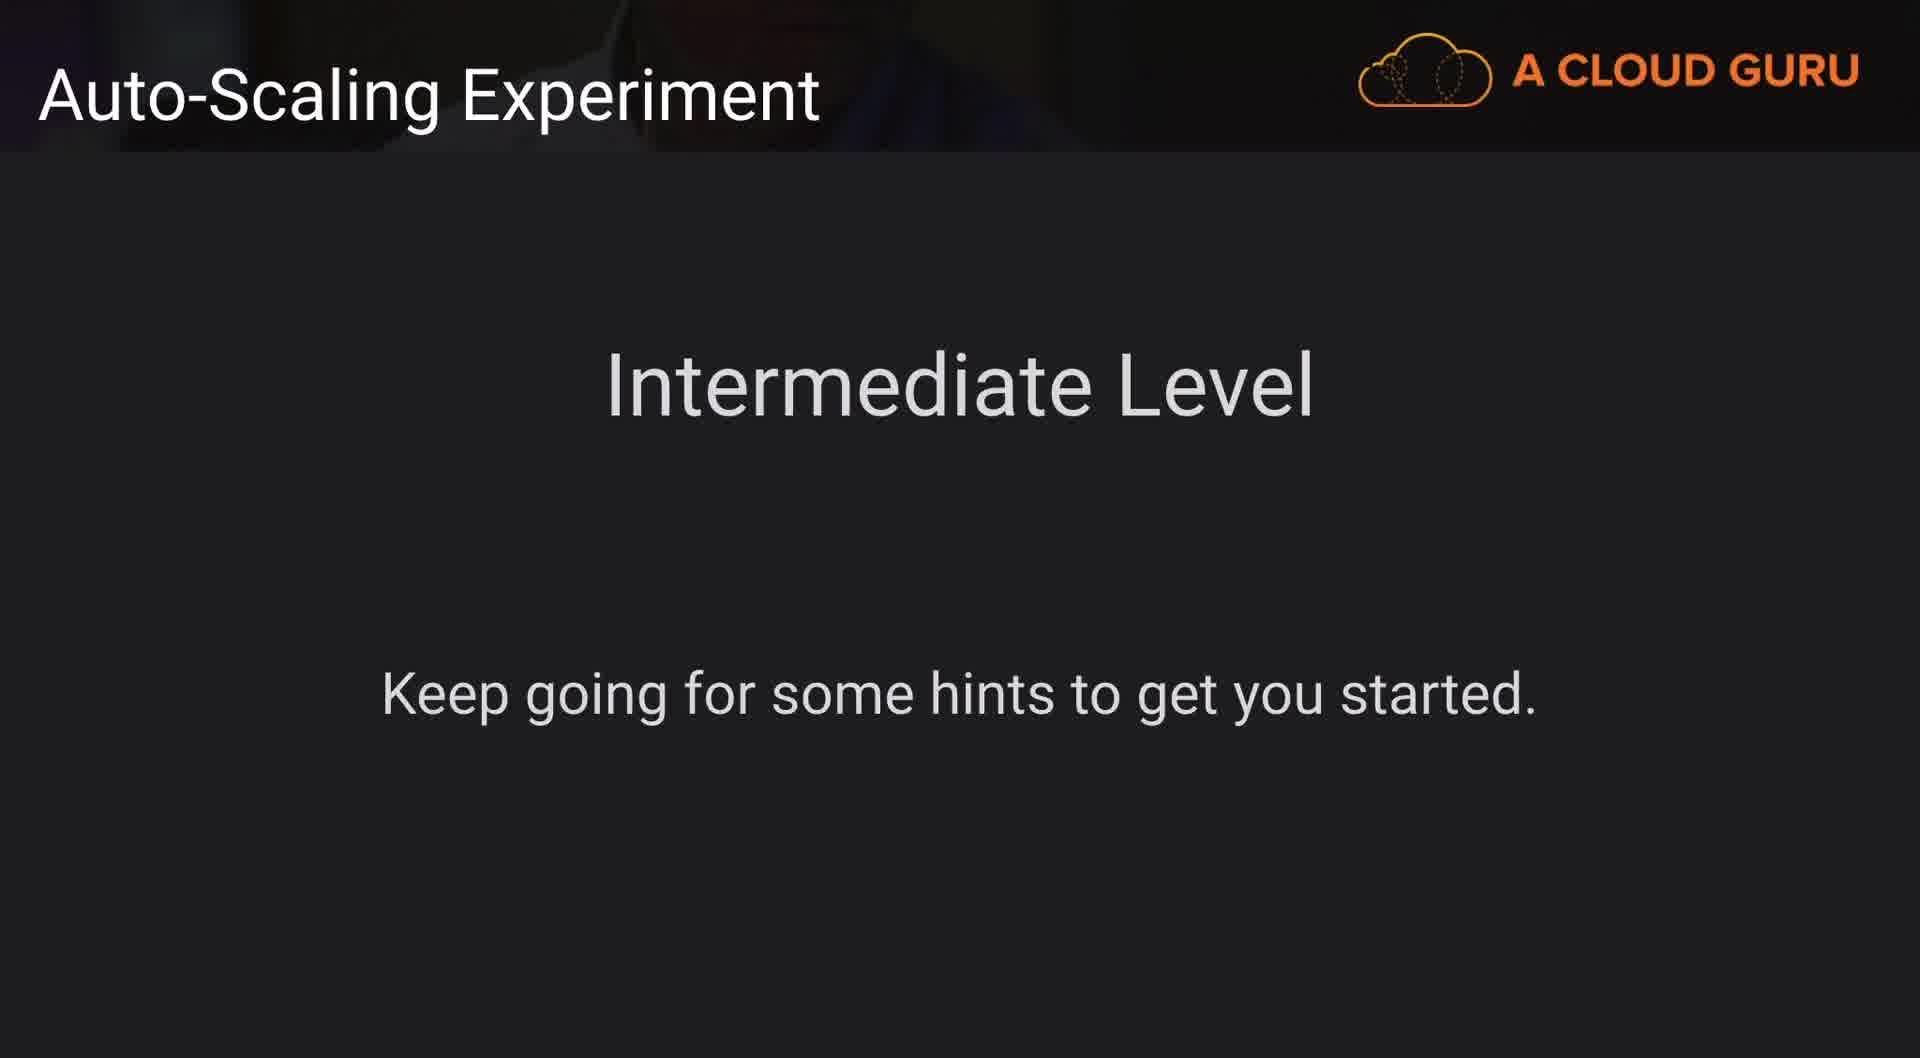 Auto-Scaling Experiment
A CLOUD GURU
Intermediate Level
Keep going for some hints to get you started.